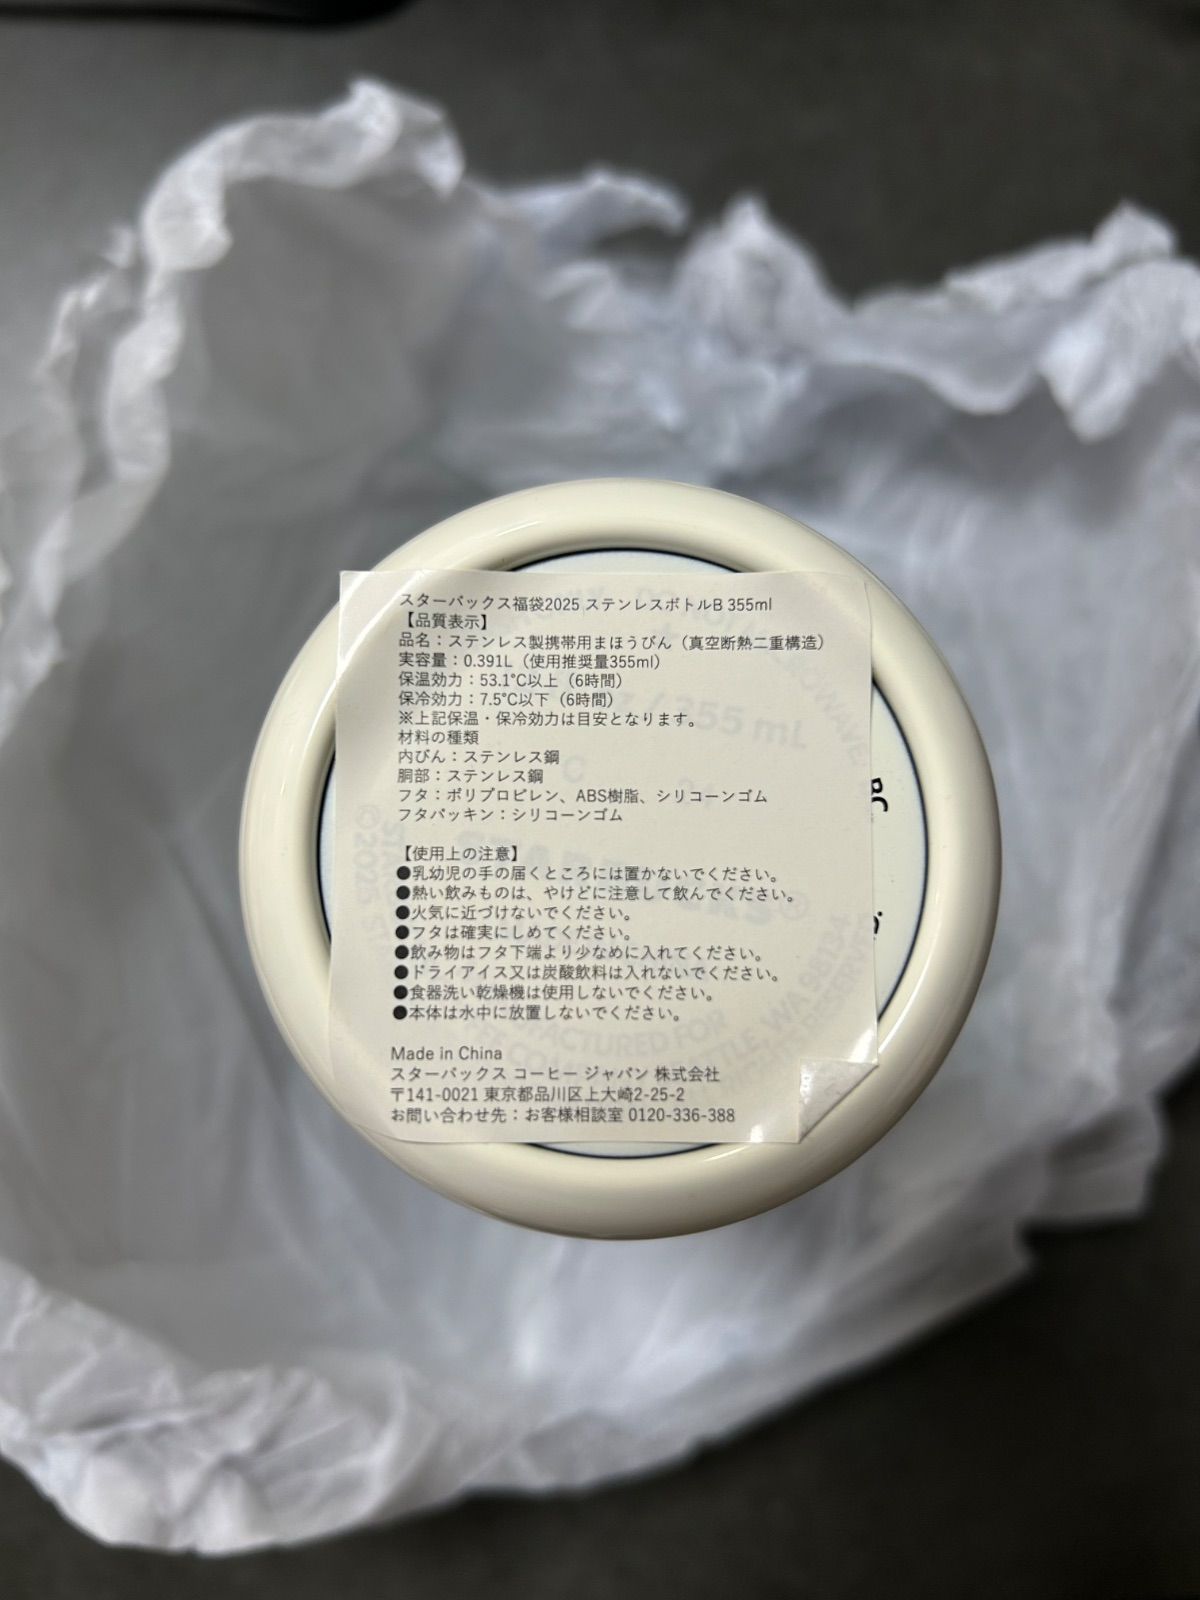 スターバックス福袋2025 ステンレスボトルB 355ml
【品質表示】
品名：ステンレス製携帯用まほうびん（真空断熱二重構造）
実容量：0.391L（使用推奨量355ml）
保温効力：53.1℃以上（6時間）
保冷効力：7.5℃以下（6時間）
※上記保温・保冷効力は目安となります。
材料の種類
内びん：ステンレス鋼
胴部：ステンレス鋼
フタ：ポリプロピレン、ABS樹脂、シリコーンゴム
フタパッキン：シリコーンゴム
【使用上の注意】
●乳幼児の手の届くところには置かないでください。
●熱い飲みものは、やけどに注意して飲んでください。
●火気に近づけないでください。
●フタは確実にしめてください。
●飲み物はフタ下端より少なめに入れてください。
●ドライアイス又は炭酸飲料は入れないでください。
●食器洗い乾燥機は使用しないでください。
●本体は水中に放置しないでください。
Made in China
スターバックス コーヒー ジャパン 株式会社
〒141-0021 東京都品川区上大崎2-25-2
お問い合わせ先：お客様相談室 0120-336-388